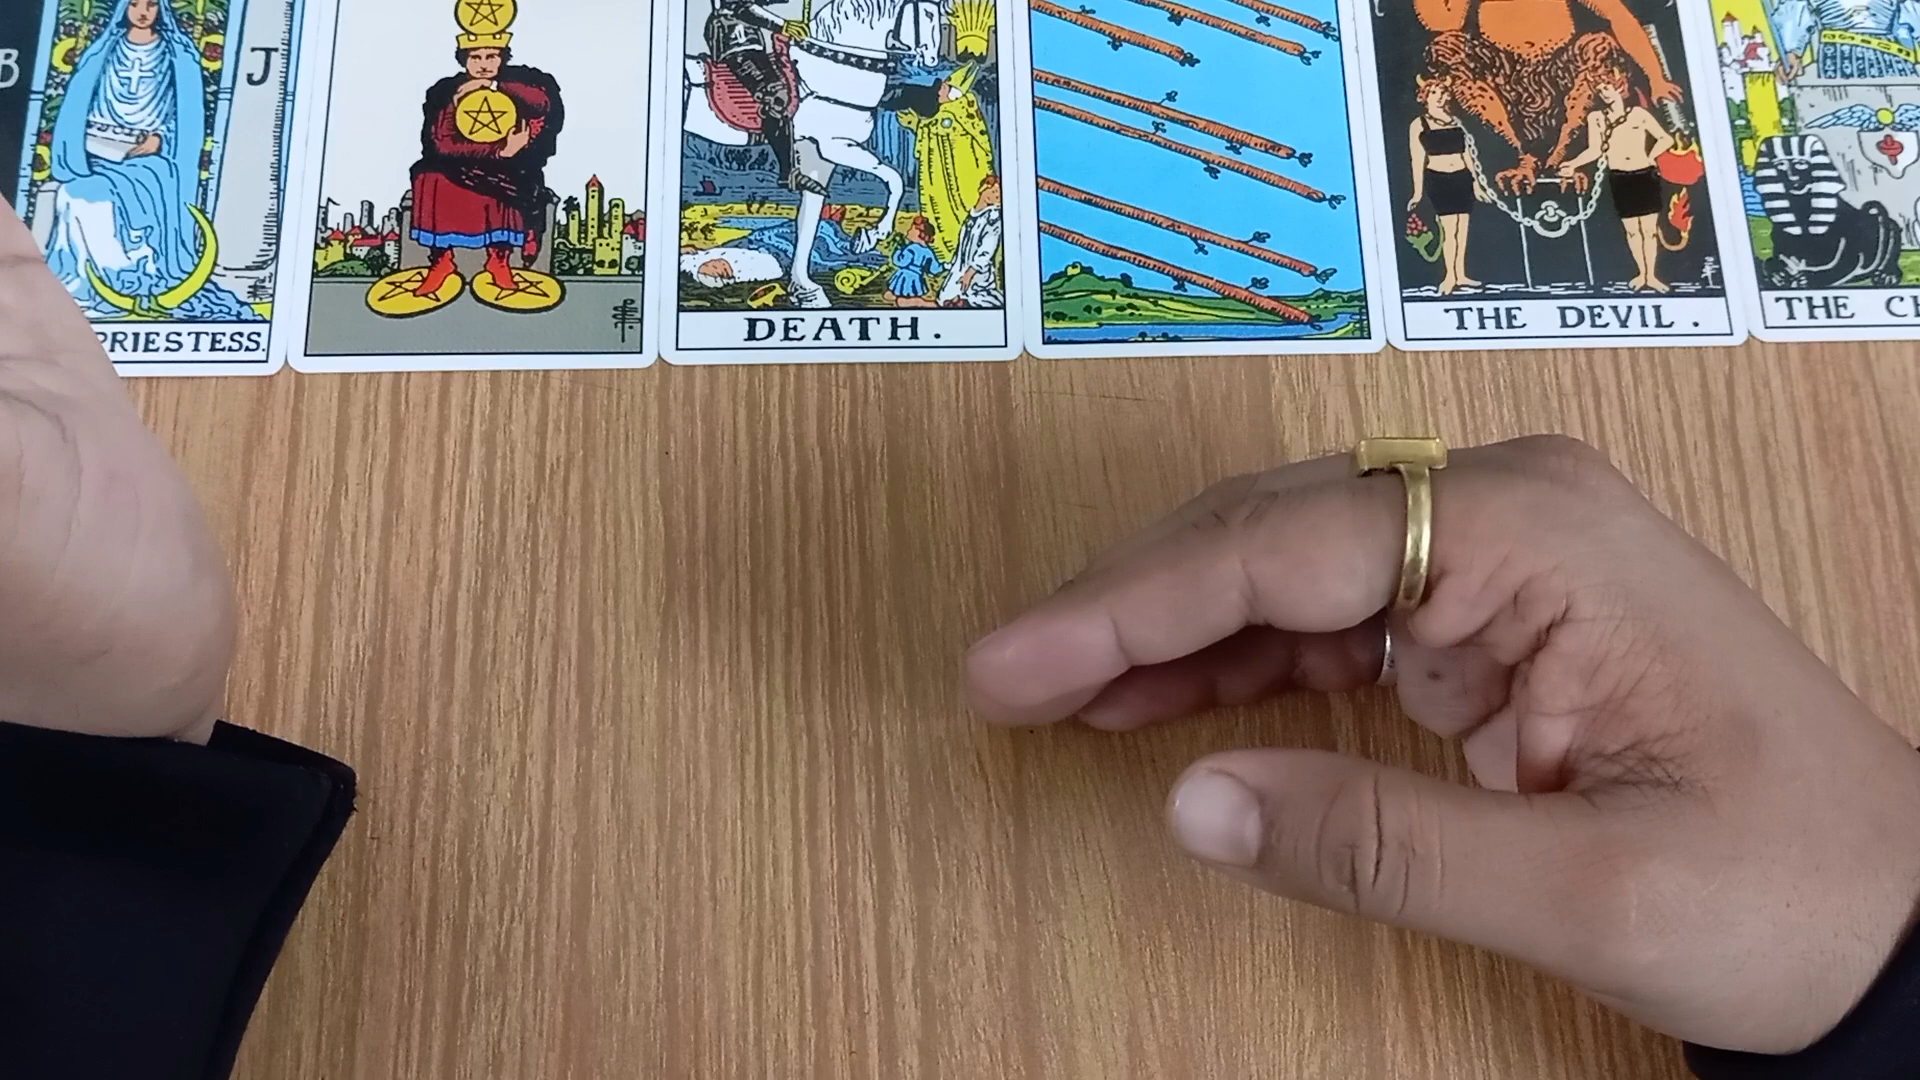 B
J
PRIESTESS.
DEATH.
THE DEVIL.
THE